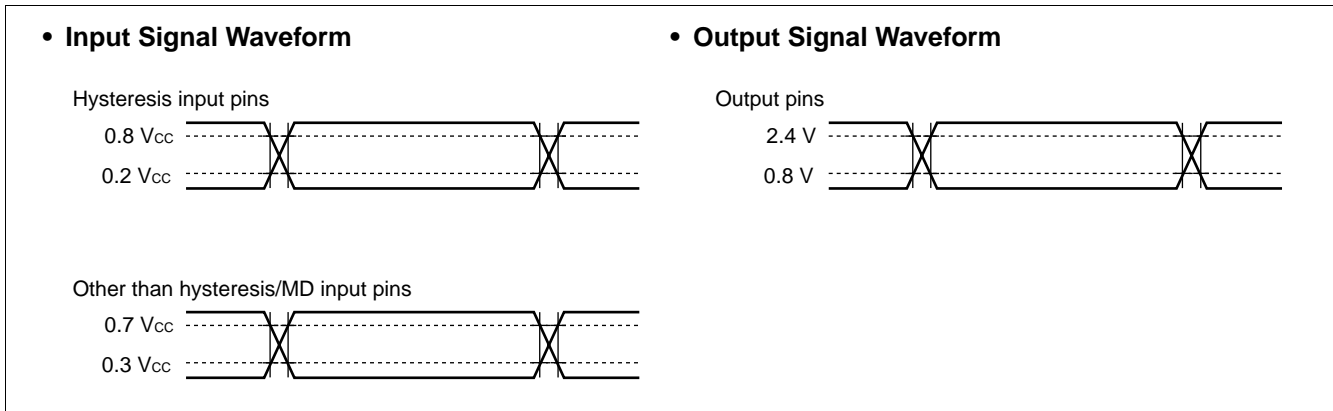 • Input Signal Waveform
Hysteresis input pins
0.8 Vcc
0.2 Vcc
Other than hysteresis/MD input pins
0.7 Vcc
0.3 Vcc
• Output Signal Waveform
Output pins
2.4 V
0.8 V